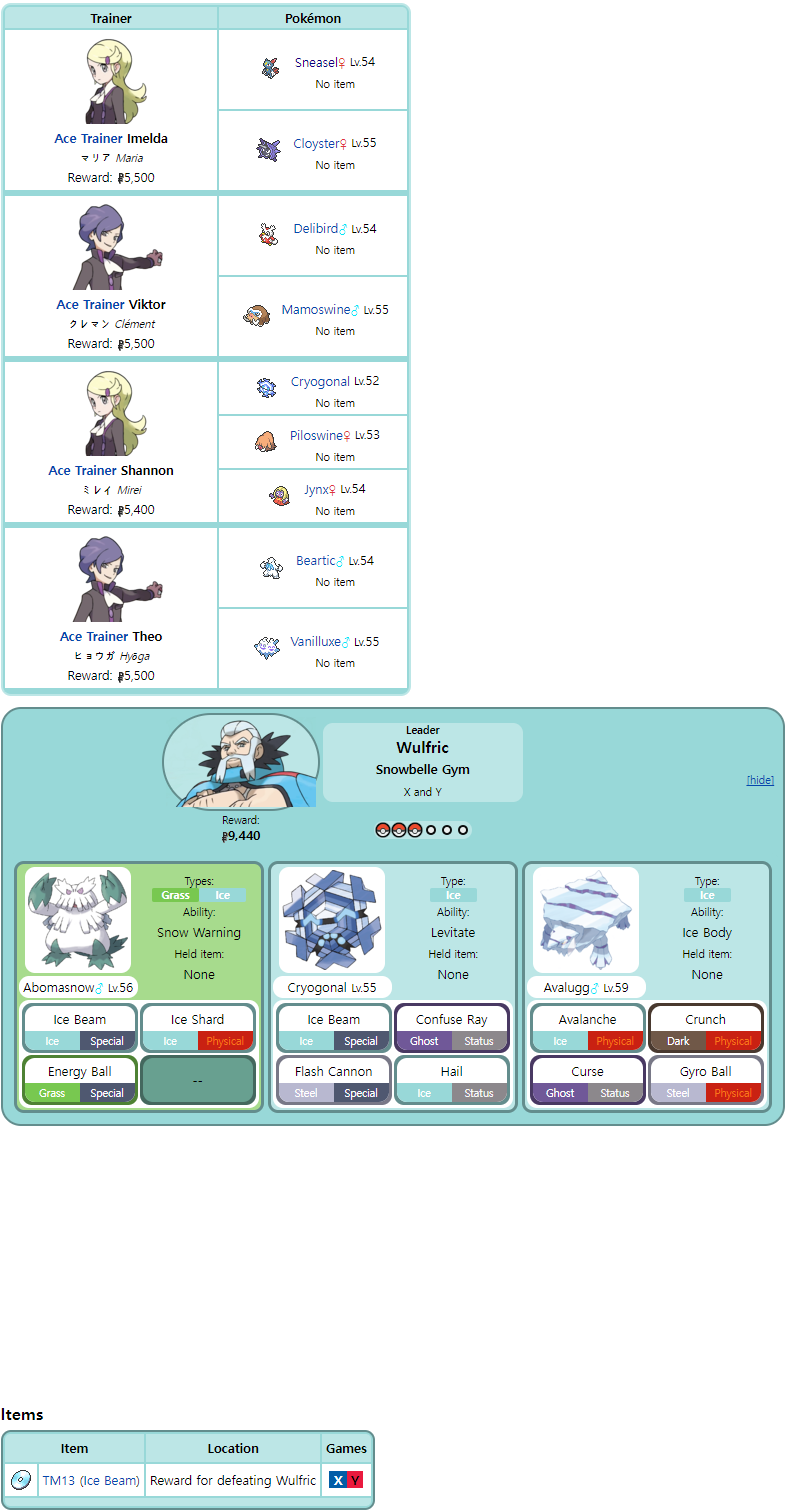 Trainer
Pokémon
Ace Trainer Imelda
マリア Maria
Reward: 5,500
Sneasel♀ Lv.54
No item
Cloyster♀ Lv.55
No item
Ace Trainer Viktor
クレマン Clément
Reward: 5,500
Delibird♂ Lv.54
No item
Mamoswine♂ Lv.55
No item
Ace Trainer Shannon
ミレイ Mirei
Reward: 5,400
Cryogonal Lv.52
No item
Piloswine♀ Lv.53
No item
Jynx♀ Lv.54
No item
Ace Trainer Theo
ヒョウガ Hyōga
Reward: 5,500
Beartic♂ Lv.54
No item
Vanilluxe♂ Lv.55
No item
Leader
Wulfric
Snowbelle Gym
X and Y
[hide]
Reward:
9,440
Types:
Grass Ice
Ability:
Snow Warning
Held item:
None
Abomasnow♂ Lv.56
Ice Beam
Ice Special
Ice Shard
Ice Physical
Energy Ball
Grass Special
--
Type:
Ice
Ability:
Levitate
Held item:
None
Cryogonal Lv.55
Ice Beam
Ice Special
Confuse Ray
Ghost Status
Flash Cannon
Steel Special
Hail
Ice Status
Type:
Ice
Ability:
Ice Body
Held item:
None
Avalugg♂ Lv.59
Avalanche
Ice Physical
Crunch
Dark Physical
Curse
Ghost Status
Gyro Ball
Steel Physical
Items
Item Location Games
TM13 (Ice Beam) Reward for defeating Wulfric X Y